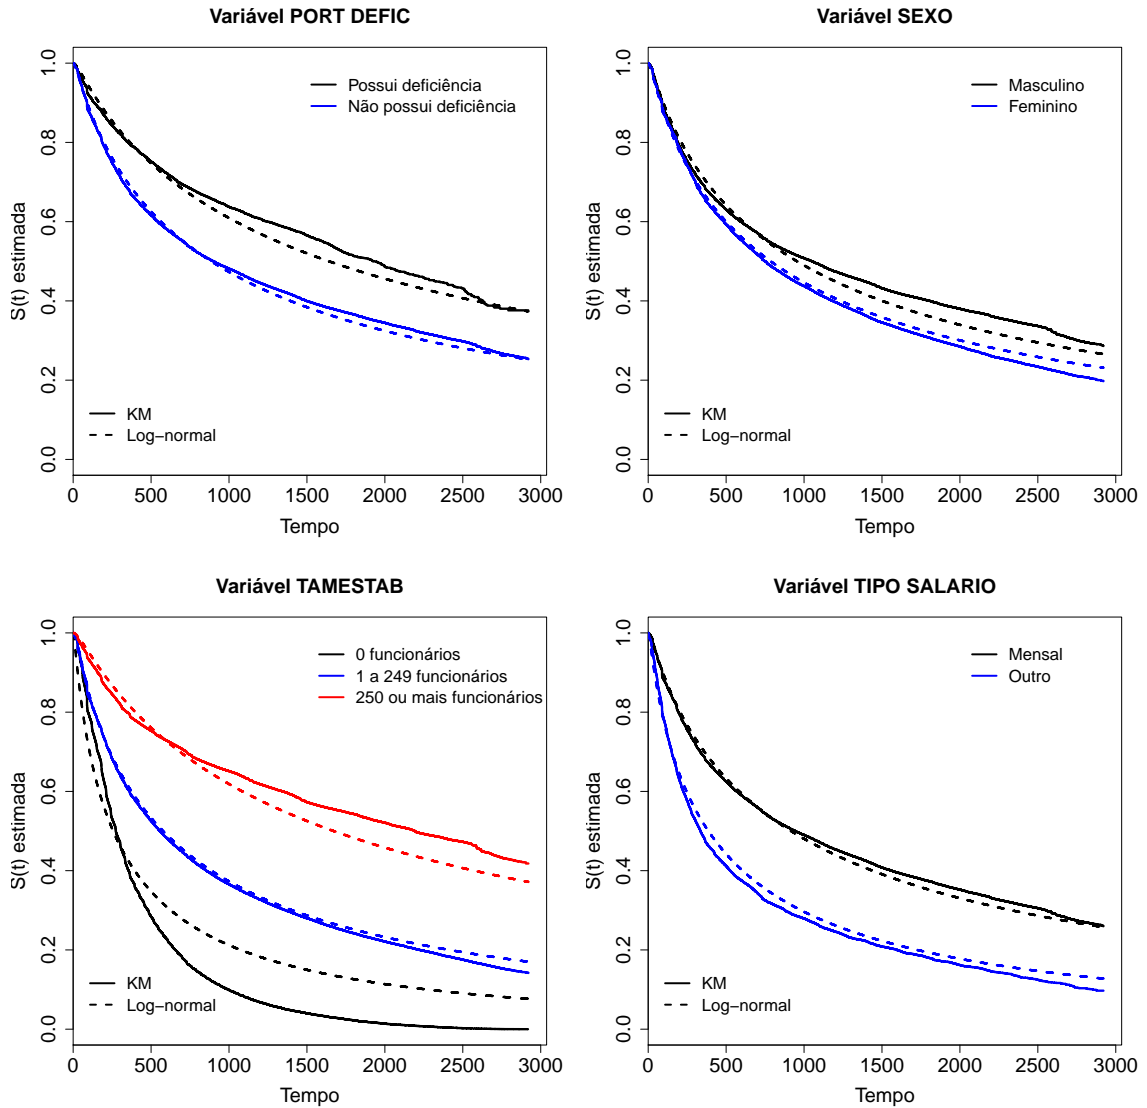 Variável PORT DEFIC
S(t) estimada
1.0
0.8
0.6
0.4
0.2
0.0
Possui deficiência
Não possui deficiência
KM
Log−normal
0 500 1000 1500 2000 2500 3000
Tempo
Variável SEXO
S(t) estimada
1.0
0.8
0.6
0.4
0.2
0.0
Masculino
Feminino
KM
Log−normal
0 500 1000 1500 2000 2500 3000
Tempo
Variável TAMESTAB
S(t) estimada
1.0
0.8
0.6
0.4
0.2
0.0
0 funcionários
1 a 249 funcionários
250 ou mais funcionários
KM
Log−normal
0 500 1000 1500 2000 2500 3000
Tempo
Variável TIPO SALARIO
S(t) estimada
1.0
0.8
0.6
0.4
0.2
0.0
Mensal
Outro
KM
Log−normal
0 500 1000 1500 2000 2500 3000
Tempo